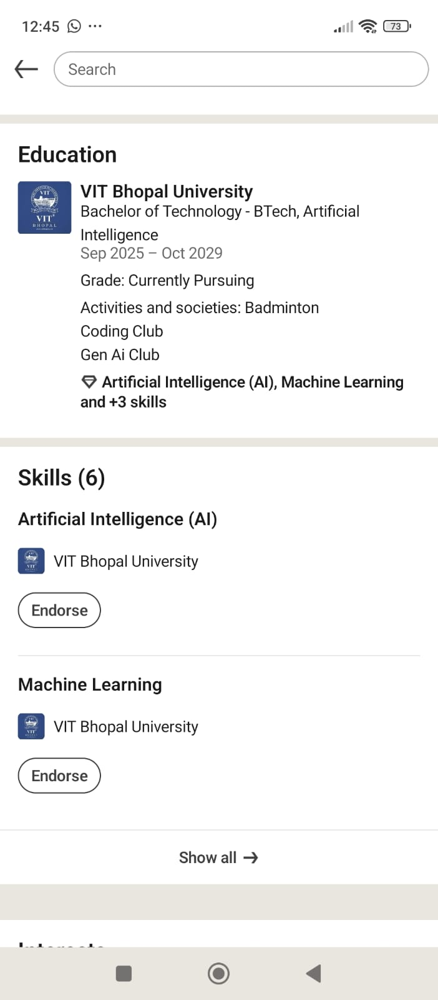 12:45
73
Search
Education
VIT
VIT
BHOPAL
VIT Bhopal University
Bachelor of Technology - BTech, Artificial
Intelligence
Sep 2025 – Oct 2029
Grade: Currently Pursuing
Activities and societies: Badminton
Coding Club
Gen Ai Club
Artificial Intelligence (AI), Machine Learning
and +3 skills
Skills (6)
Artificial Intelligence (AI)
VIT
VIT Bhopal University
Endorse
Machine Learning
VIT
VIT Bhopal University
Endorse
Show all